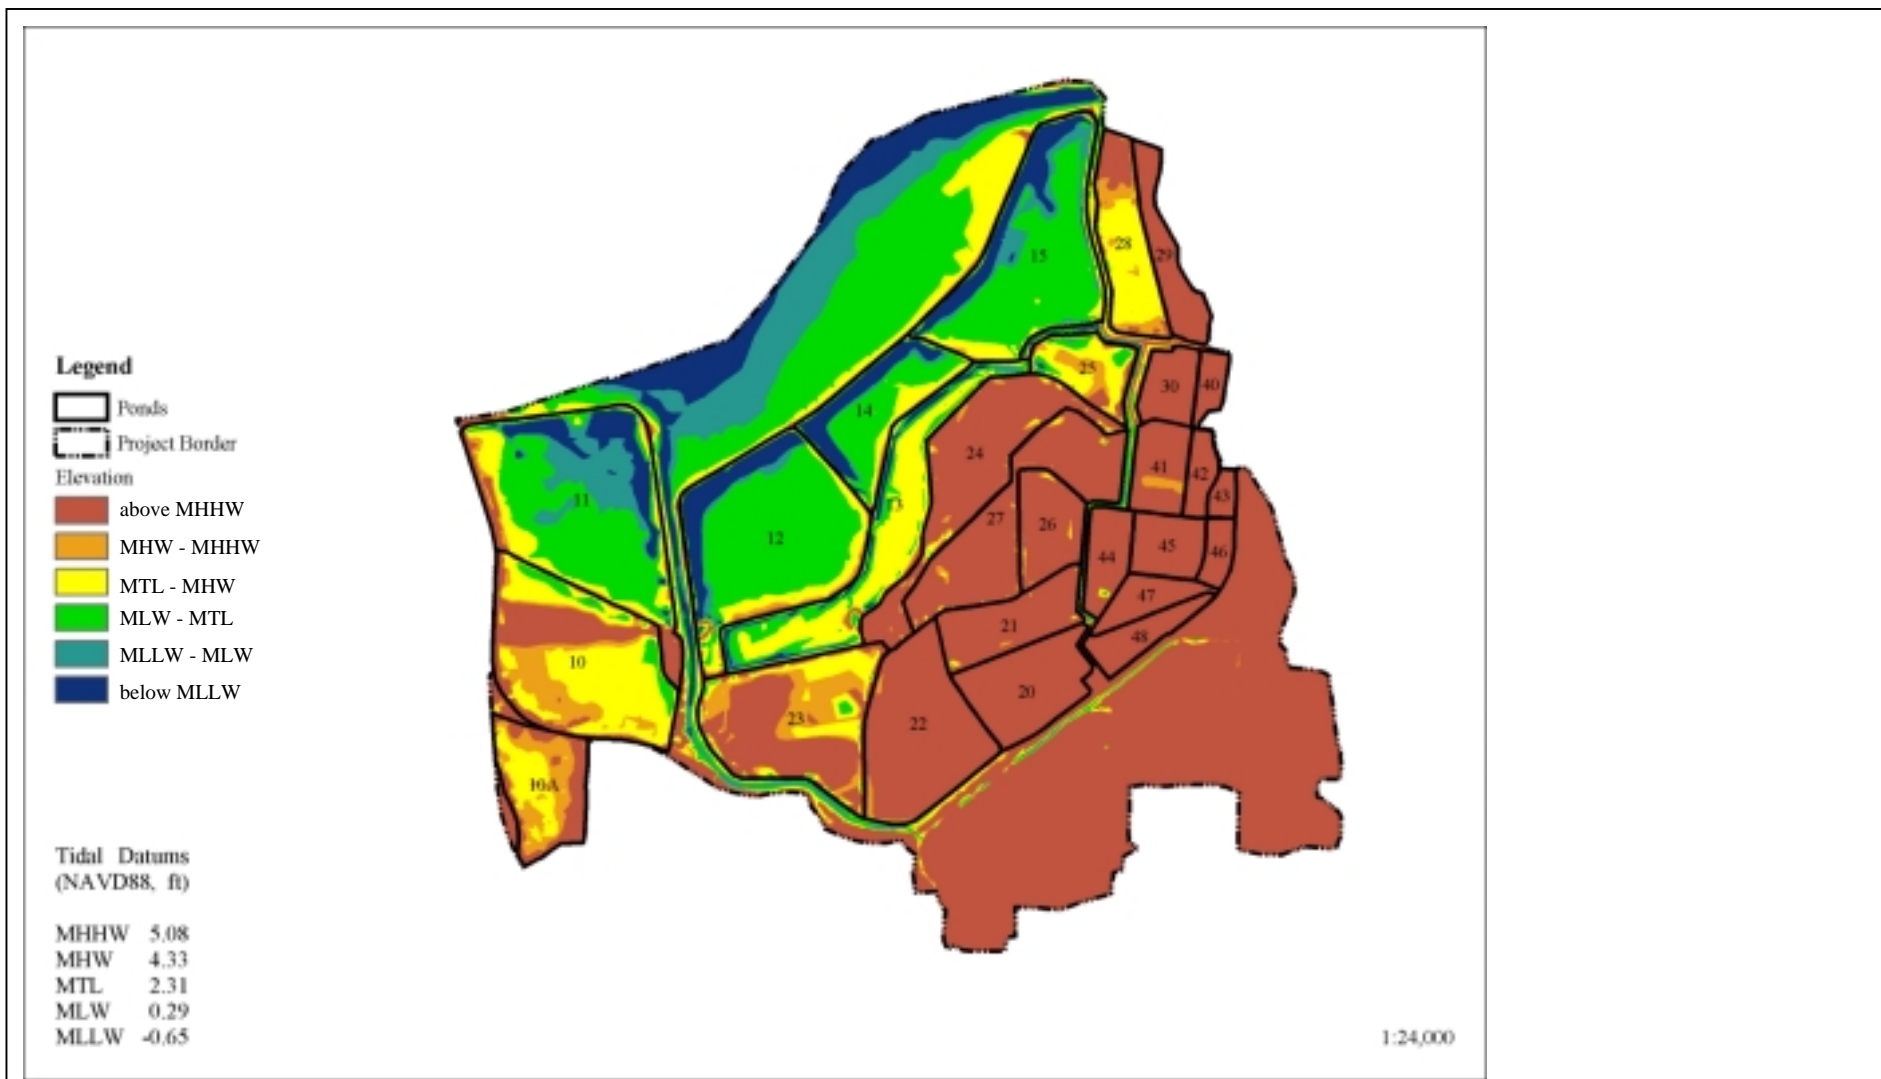 Legend
Ponds
Project Border
Elevation
above MHHW
MHW - MHHW
MTL - MHW
MLW - MTL
MLLW - MLW
below MLLW
Tidal Datums
(NAVD88, ft)
MHHW 5.08
MHW 4.33
MTL 2.31
MLW 0.29
MLLW -0.65
28
29
15
25
30
40
14
24
41
42
43
11
13
27
26
12
44
45
46
47
21
48
10
20
23
22
10A
1:24,000